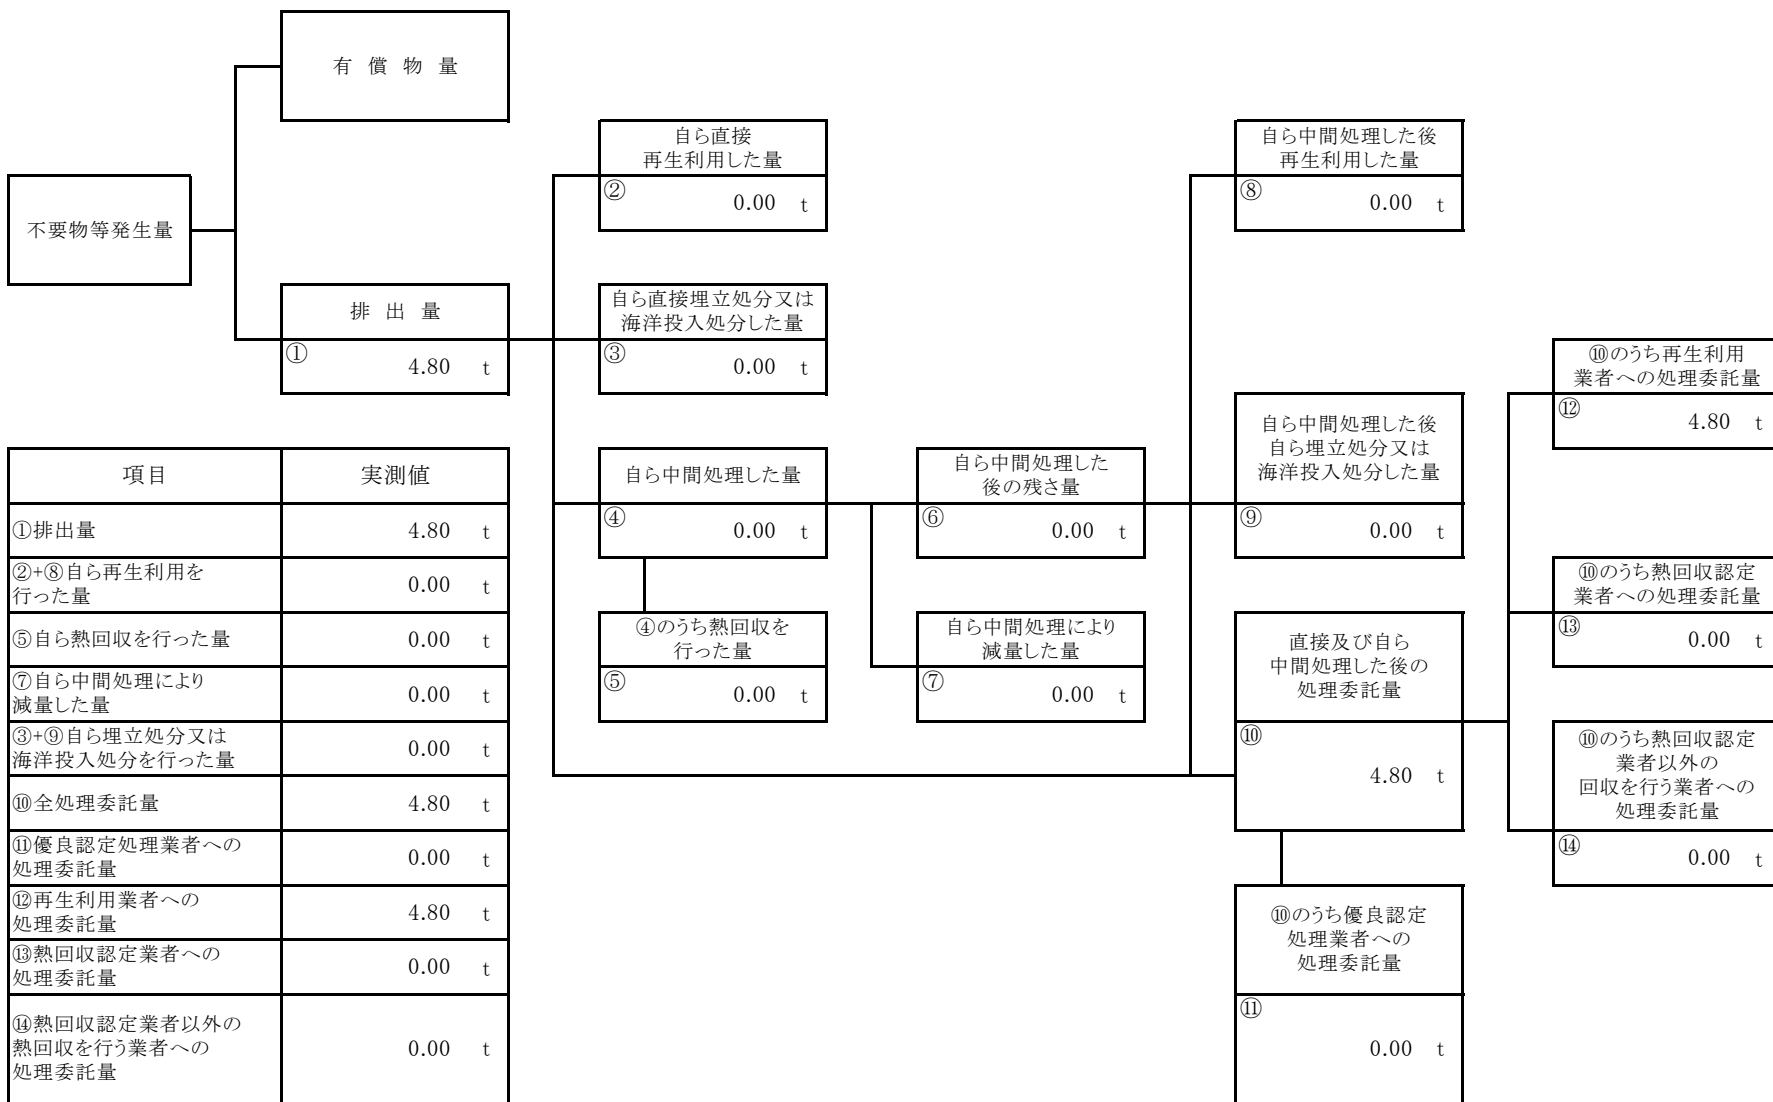 有 償 物 量
不要物等発生量
排 出 量
①
4.80 t
自ら直接
再生利用した量
②
0.00 t
自ら直接埋立処分又は
海洋投入処分した量
③
0.00 t
自ら中間処理した量
④
0.00 t
④のうち熱回収を
行った量
⑤
0.00 t
自ら中間処理した
後の残さ量
⑥
0.00 t
自ら中間処理により
減量した量
⑦
0.00 t
自ら中間処理した後
再生利用した量
⑧
0.00 t
自ら中間処理した後
自ら埋立処分又は
海洋投入処分した量
⑨
0.00 t
直接及び自ら
中間処理した後の
処理委託量
⑩
4.80 t
⑩のうち優良認定
処理業者への
処理委託量
⑪
0.00 t
⑩のうち再生利用
業者への処理委託量
⑫
4.80 t
⑩のうち熱回収認定
業者への処理委託量
⑬
0.00 t
⑩のうち熱回収認定
業者以外の
回収を行う業者への
処理委託量
⑭
0.00 t
項目 実測値
①排出量 4.80 t
②+⑧自ら再生利用を
行った量
0.00 t
⑤自ら熱回収を行った量 0.00 t
⑦自ら中間処理により
減量した量
0.00 t
③+⑨自ら埋立処分又は
海洋投入処分を行った量
0.00 t
⑩全処理委託量 4.80 t
⑪優良認定処理業者への
処理委託量
0.00 t
⑫再生利用業者への
処理委託量
4.80 t
⑬熱回収認定業者への
処理委託量
0.00 t
⑭熱回収認定業者以外の
熱回収を行う業者への
処理委託量
0.00 t